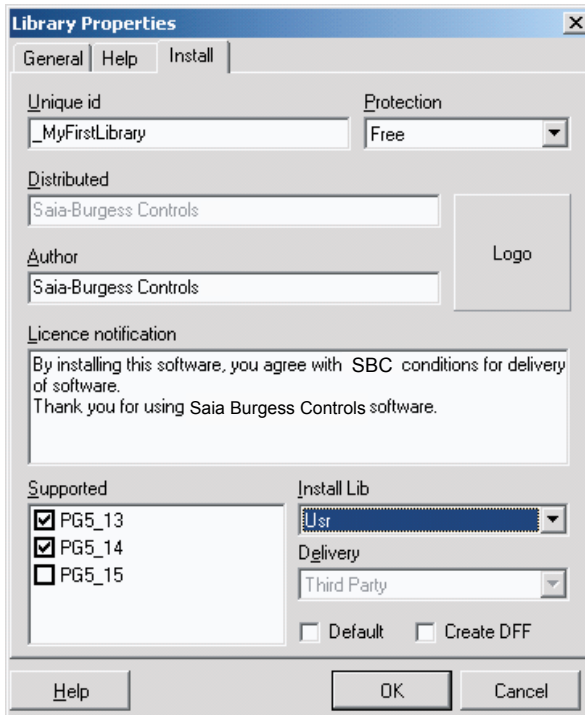 Library Properties
General Help Install
Unique id Protection
_MyFirstLibrary Free
Distributed
Saia-Burgess Controls
Logo
Author
Saia-Burgess Controls
Licence notification
By installing this software, you agree with SBC conditions for delivery
of software.
Thank you for using Saia Burgess Controls software.
Supported Install Lib
PG5_13 Usr
PG5_14 Delivery
PG5_15 Third Party
Default Create DFF
Help OK Cancel